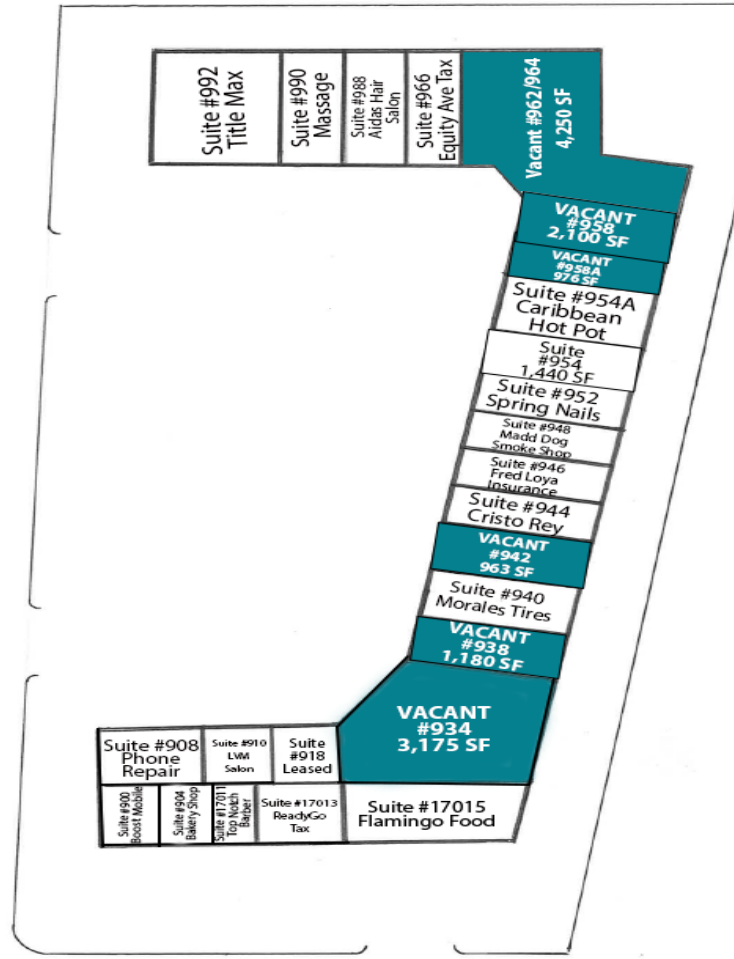 Suite #992
Title Max
Suite #990
Massage
Suite #988
Aidas Hair
Salon
Suite #966
Equity Ave Tax
Vacant #962/964
4,250 SF
VACANT
#958
2,100 SF
VACANT
#958A
976 SF
Suite #954A
Caribbean
Hot Pot
Suite
#954
1,440 SF
Suite #952
Spring Nails
Suite #948
Madd Dog
Smoke Shop
Suite #946
Fred Loya
Insurance
Suite #944
Cristo Rey
VACANT
#942
963 SF
Suite #940
Morales Tires
VACANT
#938
1,180 SF
VACANT
#934
3,175 SF
Suite #908
Phone
Repair
Suite #910
LVM
Salon
Suite
#918
Leased
Suite #900
Boost Mobile
Suite #904
Bakery Shop
Suite #17011
Top Notch
Barber
Suite #17013
ReadyGo
Tax
Suite #17015
Flamingo Food